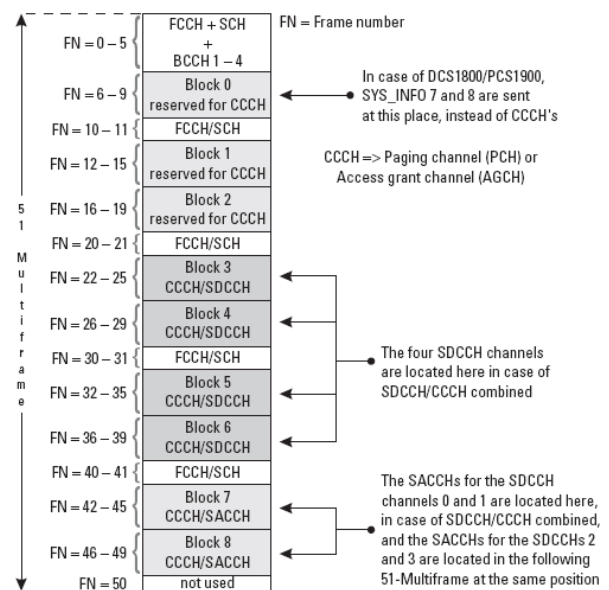 FN = Frame number
FN = 0 – 5
FCCH + SCH
+
BCCH 1 – 4
FN = 6 – 9
Block 0
reserved for CCCH
In case of DCS1800/PCS1900,
SYS_INFO 7 and 8 are sent
at this place, instead of CCCH's
FN = 10 – 11
FCCH/SCH
FN = 12 – 15
Block 1
reserved for CCCH
CCCH => Paging channel (PCH) or
Access grant channel (AGCH)
FN = 16 – 19
Block 2
reserved for CCCH
51 Multiframe
FN = 20 – 21
FCCH/SCH
FN = 22 – 25
Block 3
CCCH/SDCCH
FN = 26 – 29
Block 4
CCCH/SDCCH
FN = 30 – 31
FCCH/SCH
The four SDCCH channels
are located here in case of
SDCCH/CCCH combined
FN = 32 – 35
Block 5
CCCH/SDCCH
FN = 36 – 39
Block 6
CCCH/SDCCH
FN = 40 – 41
FCCH/SCH
FN = 42 – 45
Block 7
CCCH/SACCH
FN = 46 – 49
Block 8
CCCH/SACCH
The SACCHs for the SDCCH
channels 0 and 1 are located here,
in case of SDCCH/CCCH combined,
and the SACCHs for the SDCCHs 2
and 3 are located in the following
51-Multiframe at the same position
FN = 50
not used